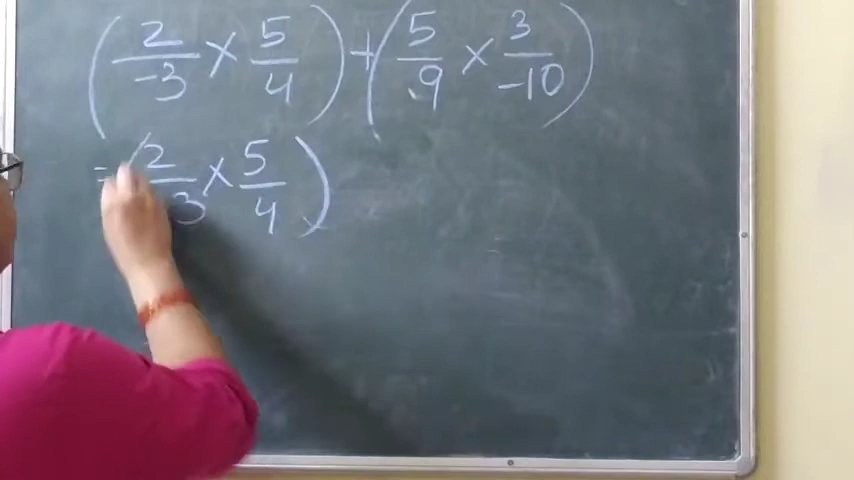 (2/-3 × 5/4) + (5/9 × 3/-10)
= (2/3 × 5/4)